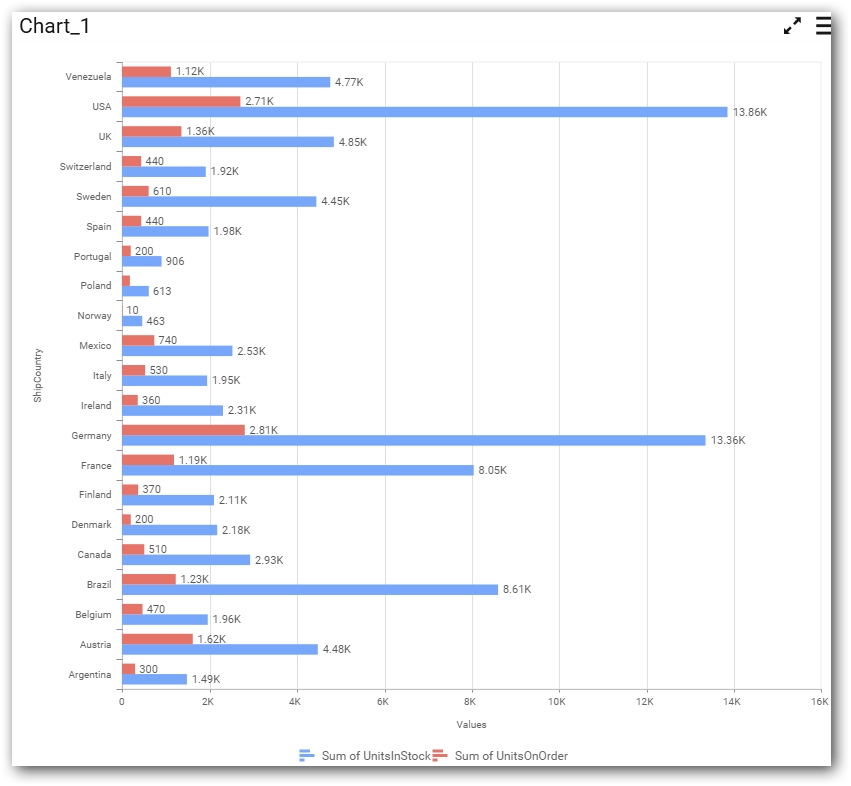 Chart_1
Venezuela 1.12K
4.77K
USA 2.71K
13.86K
UK 1.36K
4.85K
Switzerland 440
1.92K
Sweden 610
4.45K
Spain 440
1.98K
Portugal 200
906
Poland
613
Norway 10
463
Mexico 740
2.53K
Italy 530
1.95K
Ireland 360
2.31K
Germany 2.81K
13.36K
France 1.19K
8.05K
Finland 370
2.11K
Denmark 200
2.18K
Canada 510
2.93K
Brazil 1.23K
8.61K
Belgium 470
1.96K
Austria 1.62K
4.48K
Argentina 300
1.49K
ShipCountry
0 2K 4K 6K 8K 10K 12K 14K 16K
Values
Sum of UnitsInStock Sum of UnitsOnOrder